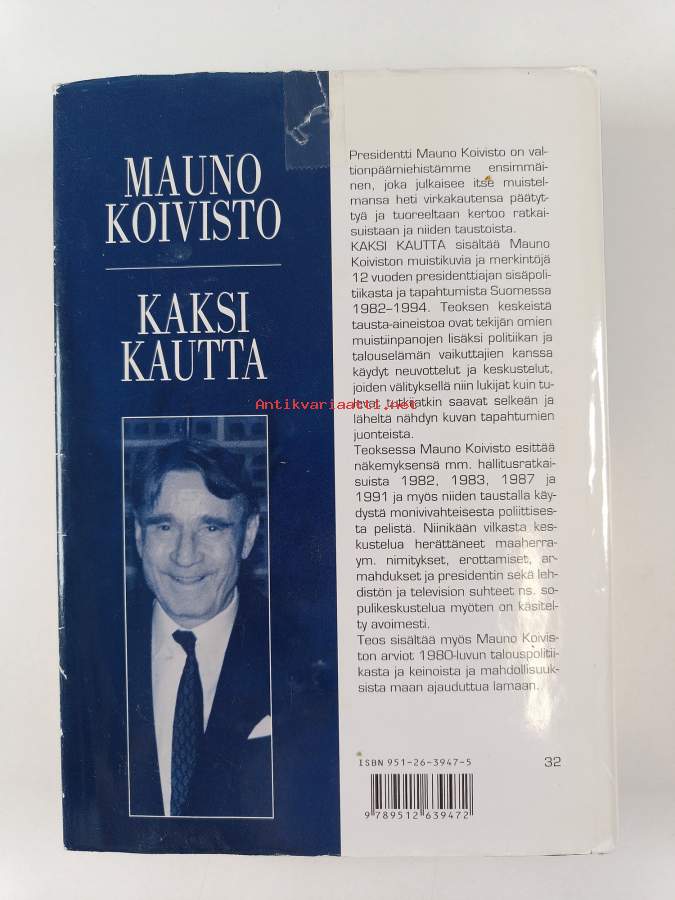 MAUNO
KOIVISTO
KAKSI
KAUTTA
Presidentti Mauno Koivisto on val-
tionpäämiehistämme ensimmäi-
nen, joka julkaisee itse muistel-
mansa heti virkakautensa päätyt-
tyä ja tuoreeltaan kertoo ratkai-
suistaan ja niiden taustoista.
KAKSI KAUTTA sisältää Mauno
Koiviston muistikuvia ja merkintöjä
12 vuoden presidenttiajan sisäpoli-
tiikasta ja tapahtumista Suomessa
1982–1994. Teoksen keskeistä
tausta-aineistoa ovat tekijän omien
muistiinpanojen lisäksi politiikan ja
talouselämän vaikuttajien kanssa
käydyt neuvottelut ja keskustelut,
joiden välityksellä niin lukijat kuin tu-
levat tutkijatkin saavat selkeän ja
läheltä nähdyn kuvan tapahtumien
juonteista.
Teoksessa Mauno Koivisto esittää
näkemyksensä mm. hallitusratkai-
suista 1982, 1983, 1987 ja
1991 ja myös niiden taustalla käy-
dystä monivivahteisesta poliittises-
ta pelistä. Niinikään vilkasta kes-
kustelua herättäneet maaherra-
ym. nimitykset, erottamiset, ar-
mahdukset ja presidentin sekä leh-
distön ja television suhteet ns. so-
pulikeskustelua myöten on käsitel-
ty avoimesti.
Teos sisältää myös Mauno Koivis-
ton arviot 1980-luvun talouspolitii-
kasta ja keinoista ja mahdollisuuk-
sista maan ajauduttua lamaan.
ISBN 951-26-3947-5
32
9 789512 639472
Antikvariaatti.net